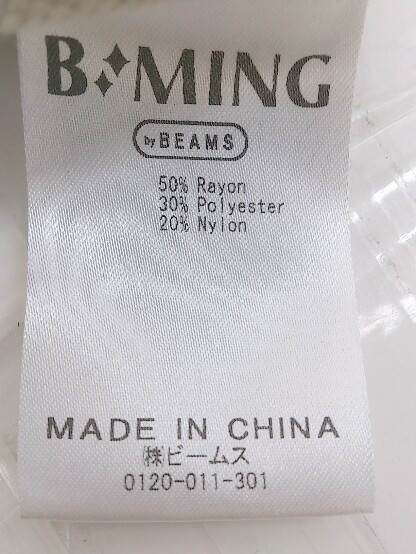 B:MING
by BEAMS
50% Rayon
30% Polyester
20% Nylon
MADE IN CHINA
㈱ビームス
0120-011-301